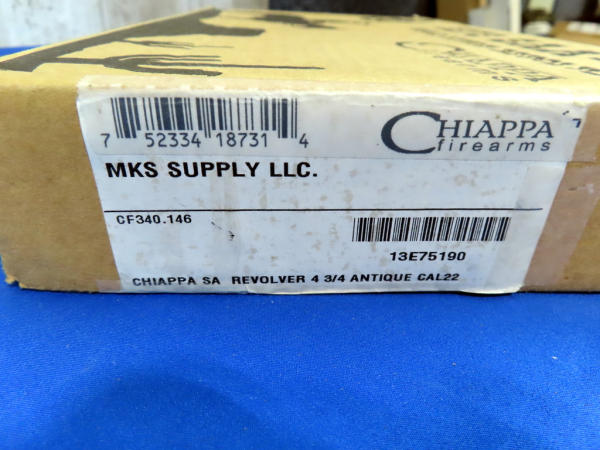 7 52334 18731 4
CHIAPPA
firearms
MKS SUPPLY LLC.
CF340.146
13E75190
CHIAPPA SA REVOLVER 4 3/4 ANTIQUE CAL22